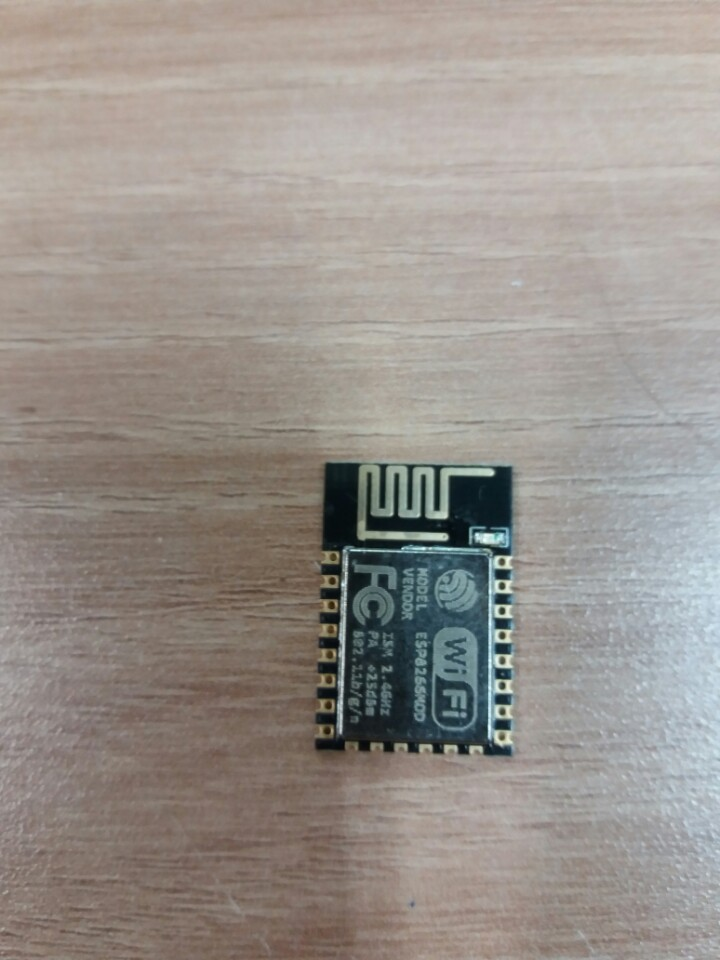 WiFi
MODEL ESP8266MOD
VENDOR
FC
ISM 2.4GHz
PA +25dBm
802.11b/g/n